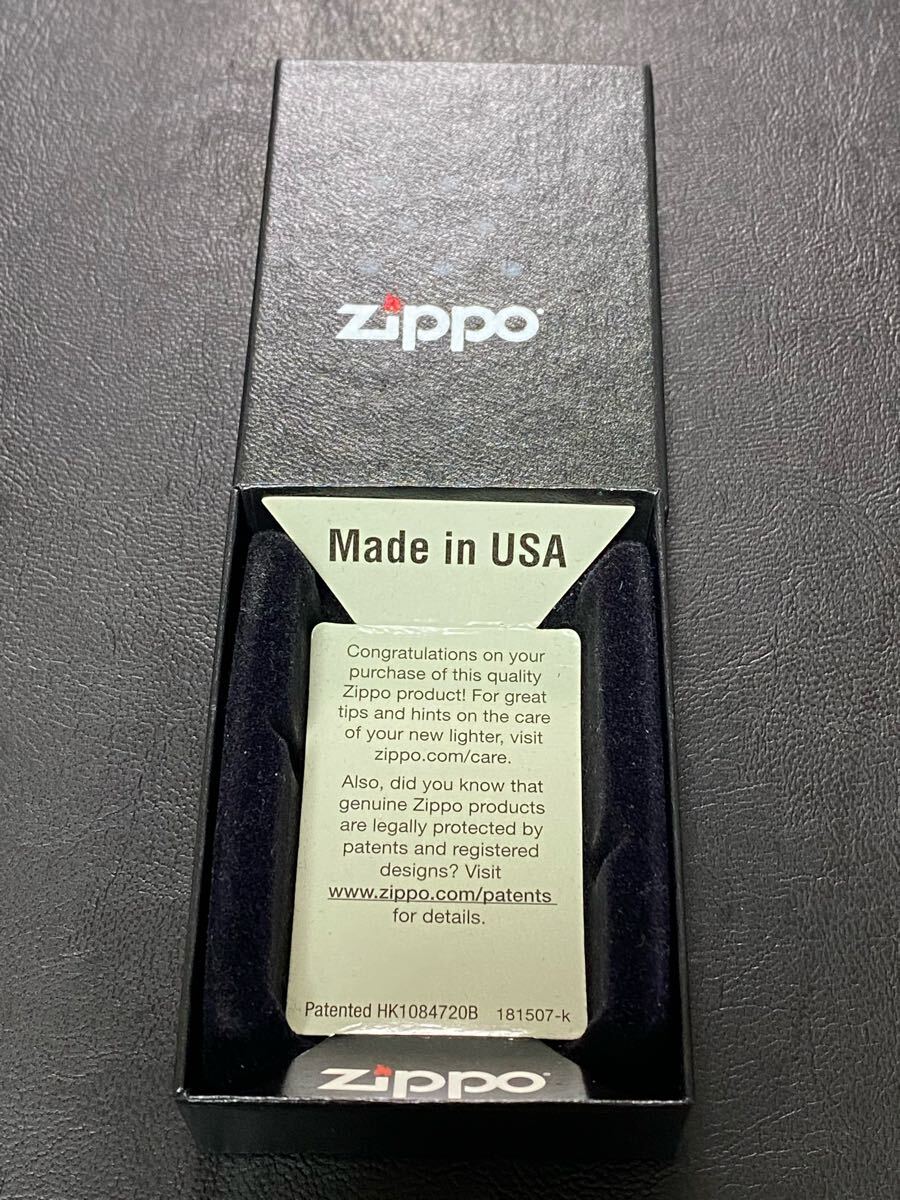 zippo
Made in USA
Congratulations on your
purchase of this quality
Zippo product! For great
tips and hints on the care
of your new lighter, visit
zippo.com/care.
Also, did you know that
genuine Zippo products
are legally protected by
patents and registered
designs? Visit
www.zippo.com/patents
for details.
Patented HK1084720B 181507-k
zippo